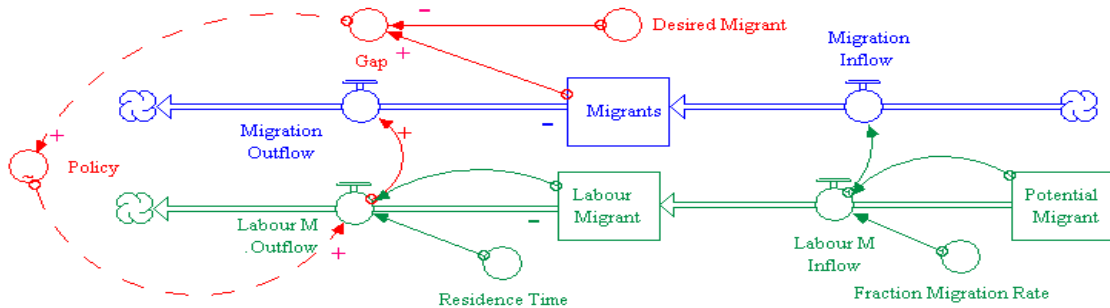 Desired Migrant
Gap
Migration
Inflow
Migrants
Migration
Outflow
Policy
Labour M
.Outflow
Labour
Migrant
Potential
Migrant
Labour M
Inflow
Residence Time
Fraction Migration Rate
-
+
+
+
+
-
-
~